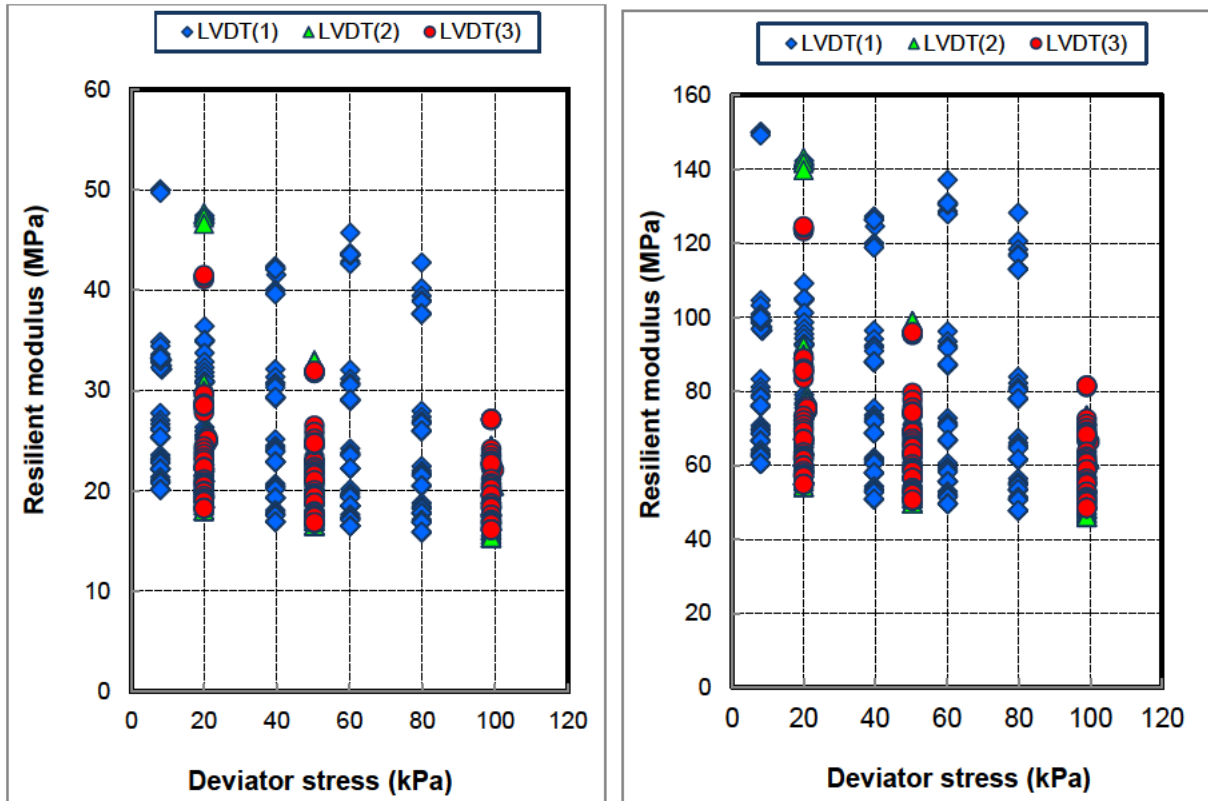 LVDT(1) LVDT(2) LVDT(3)
60
50
40
30
20
10
0
Resilient modulus (MPa)
0 20 40 60 80 100 120
Deviator stress (kPa)
LVDT(1) LVDT(2) LVDT(3)
160
140
120
100
80
60
40
20
0
Resilient modulus (MPa)
0 20 40 60 80 100 120
Deviator stress (kPa)